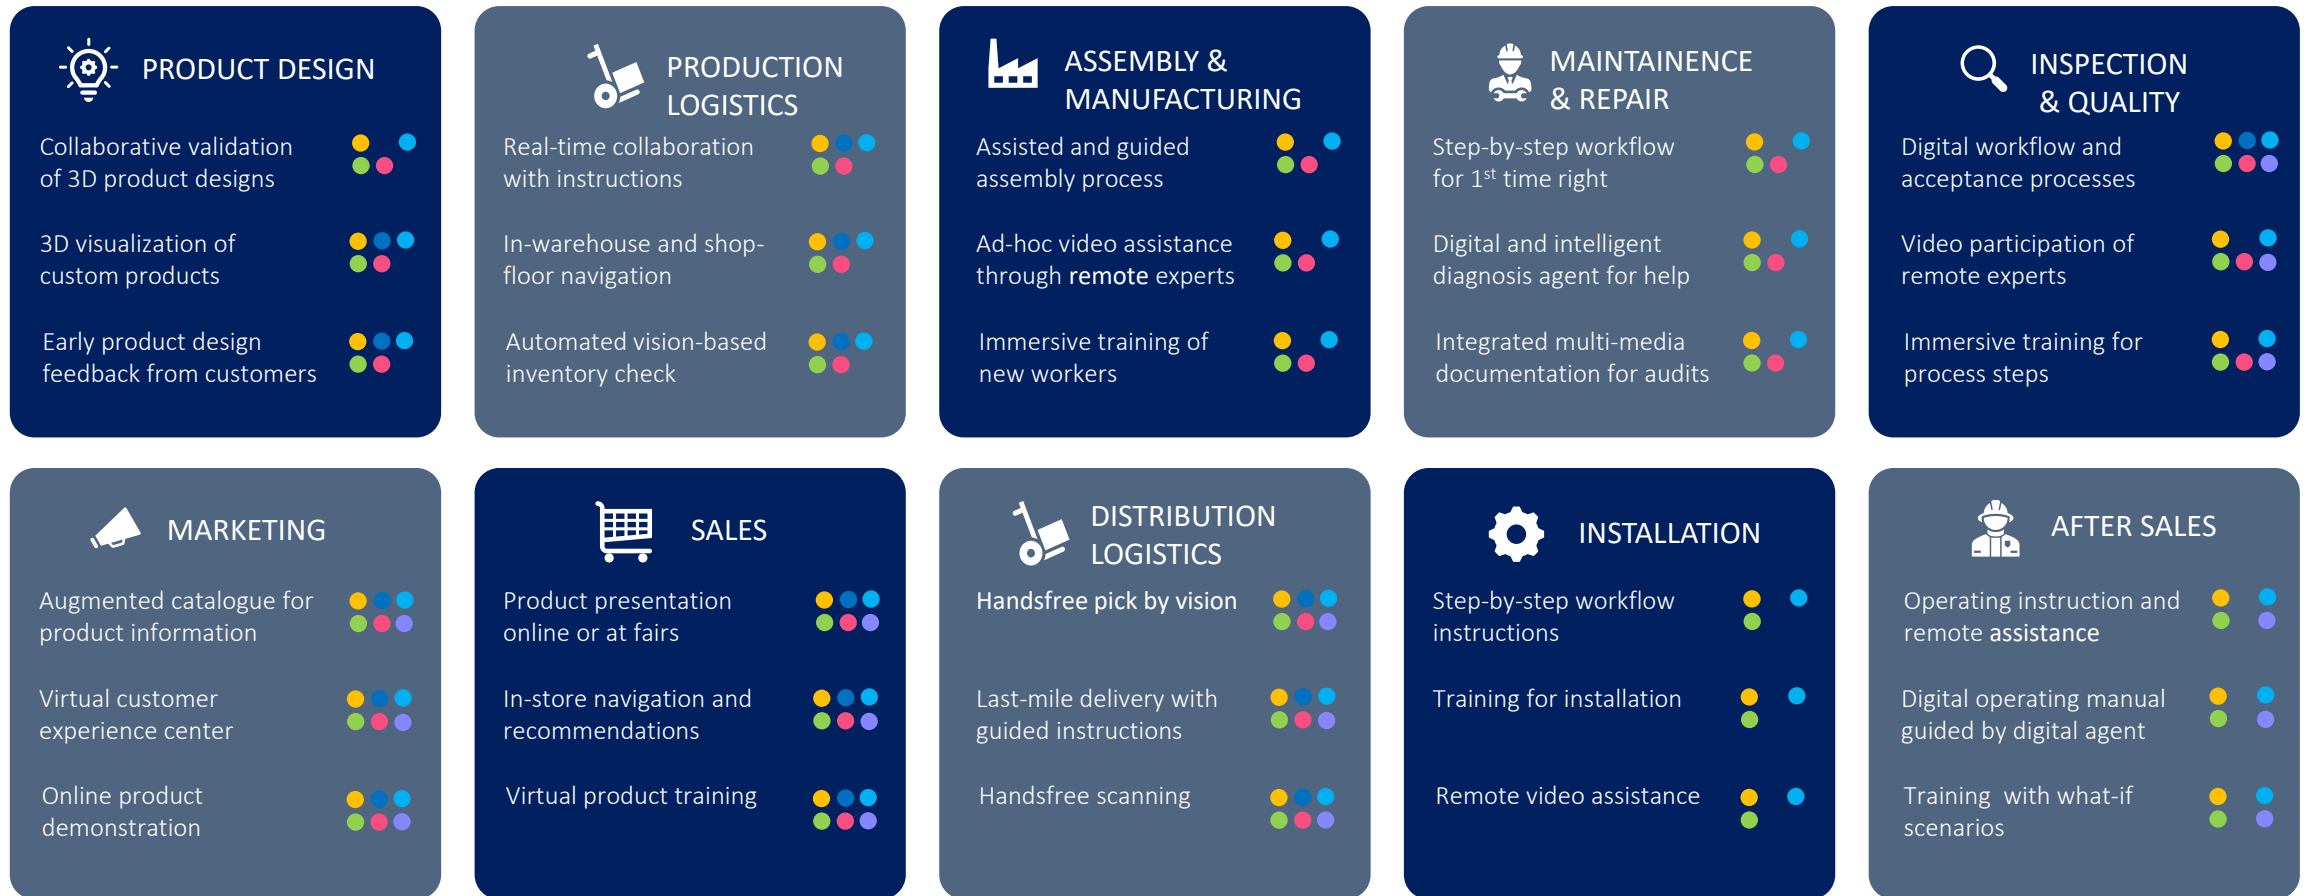 PRODUCT DESIGN
Collaborative validation
of 3D product designs
3D visualization of
custom products
Early product design
feedback from customers
PRODUCTION
LOGISTICS
Real-time collaboration
with instructions
In-warehouse and shop-
floor navigation
Automated vision-based
inventory check
ASSEMBLY &
MANUFACTURING
Assisted and guided
assembly process
Ad-hoc video assistance
through remote experts
Immersive training of
new workers
MAINTAINENCE
& REPAIR
Step-by-step workflow
for 1st time right
Digital and intelligent
diagnosis agent for help
Integrated multi-media
documentation for audits
INSPECTION
& QUALITY
Digital workflow and
acceptance processes
Video participation of
remote experts
Immersive training for
process steps
MARKETING
Augmented catalogue for
product information
Virtual customer
experience center
Online product
demonstration
SALES
Product presentation
online or at fairs
In-store navigation and
recommendations
Virtual product training
DISTRIBUTION
LOGISTICS
Handsfree pick by vision
Last-mile delivery with
guided instructions
Handsfree scanning
INSTALLATION
Step-by-step workflow
instructions
Training for installation
Remote video assistance
AFTER SALES
Operating instruction and
remote assistance
Digital operating manual
guided by digital agent
Training with what-if
scenarios